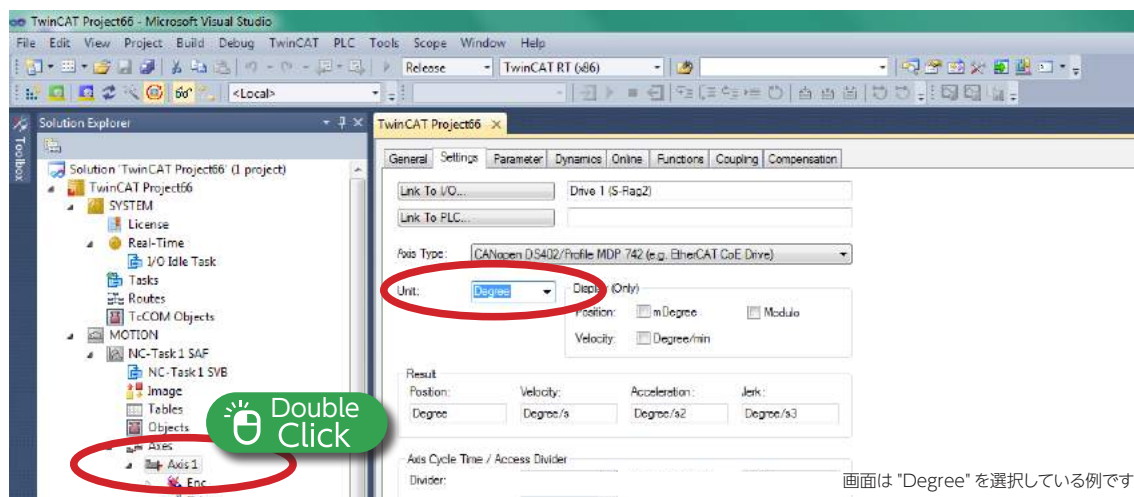 TwinCAT Project66 - Microsoft Visual Studio
File Edit View Project Build Debug TwinCAT PLC Tools Scope Window Help
Release TwinCAT RT (x86)
<Local>
Toolbox
Solution Explorer
TwinCAT Project66
Solution 'TwinCAT Project66' (1 project)
TwinCAT Project66
SYSTEM
License
Real-Time
I/O Idle Task
Tasks
Routes
TcCOM Objects
MOTION
NC-Task 1 SAF
NC-Task 1 SVB
Image
Tables
Objects
Axes
Axis 1
Enc
Double
Click
General Settings Parameter Dynamics Online Functions Coupling Compensation
Link To I/O... Drive 1 (S-Rag2)
Link To PLC...
Axis Type: CANopen DS402/Profile MDP 742 (e.g. EtherCAT CoE Drive)
Unit: Degree Display (Only)
Position: mDegree Modulo
Velocity: Degree/min
Result
Position: Velocity: Acceleration: Jerk:
Degree Degree/s Degree/s2 Degree/s3
Axis Cycle Time / Access Divider
Divider:
画面は "Degree" を選択している例です